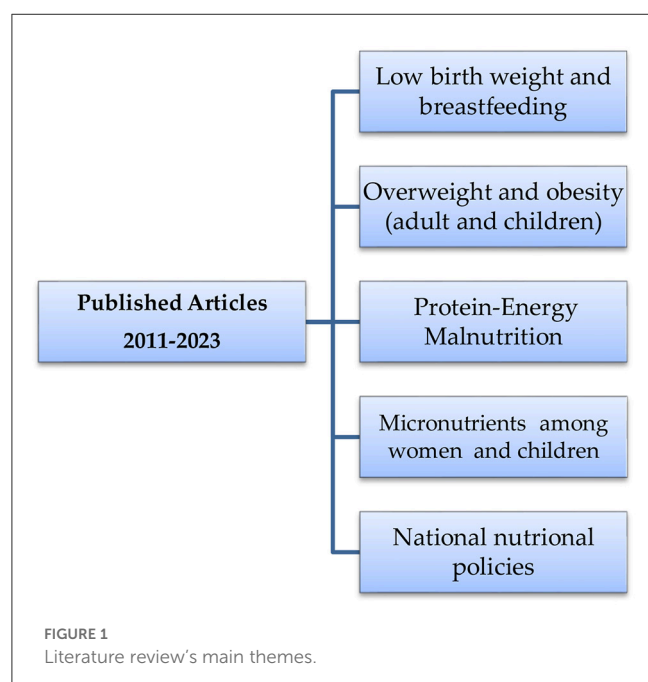 Low birth weight and
breastfeeding
Overweight and obesity
(adult and children)
Published Articles
2011-2023
Protein-Energy
Malnutrition
Micronutrients among
women and children
National nutrional
policies
FIGURE 1
Literature review's main themes.